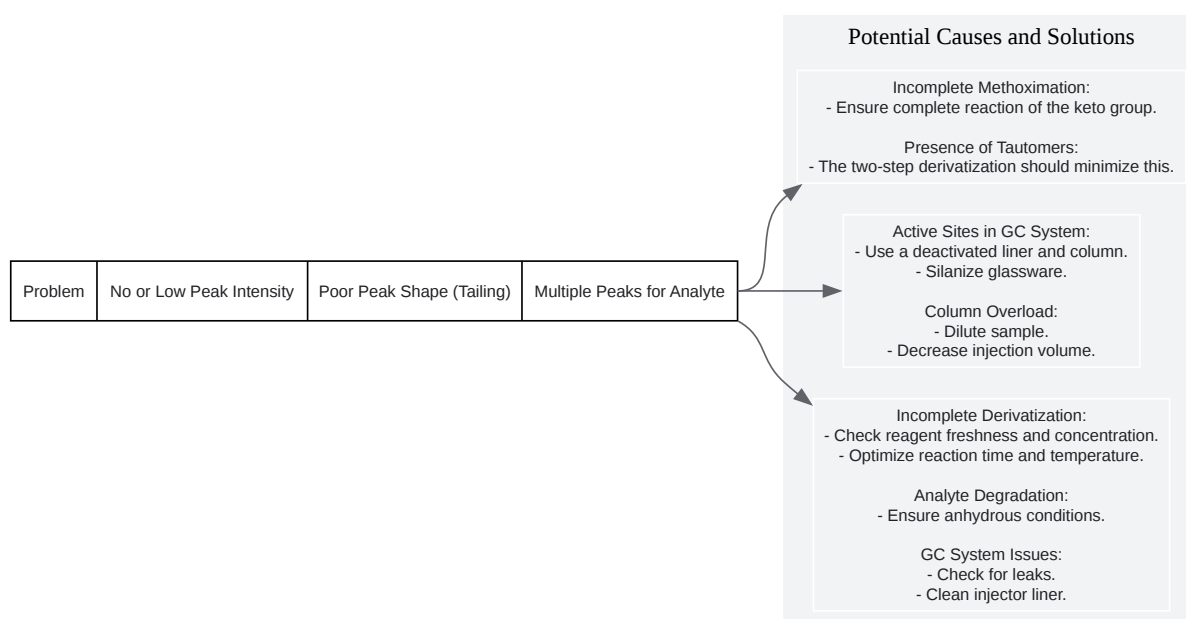 Potential Causes and Solutions
Incomplete Methoximation:
- Ensure complete reaction of the keto group.
Presence of Tautomers:
- The two-step derivatization should minimize this.
Active Sites in GC System:
- Use a deactivated liner and column.
- Silanize glassware.
Column Overload:
- Dilute sample.
- Decrease injection volume.
Problem
No or Low Peak Intensity
Poor Peak Shape (Tailing)
Multiple Peaks for Analyte
Incomplete Derivatization:
- Check reagent freshness and concentration.
- Optimize reaction time and temperature.
Analyte Degradation:
- Ensure anhydrous conditions.
GC System Issues:
- Check for leaks.
- Clean injector liner.